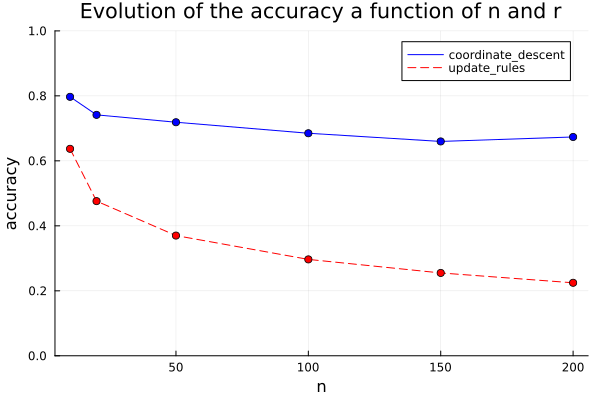 Evolution of the accuracy a function of n and r
1.0
coordinate_descent
update_rules
0.8
0.6
accuracy
0.4
0.2
0.0
50
100
150
200
n